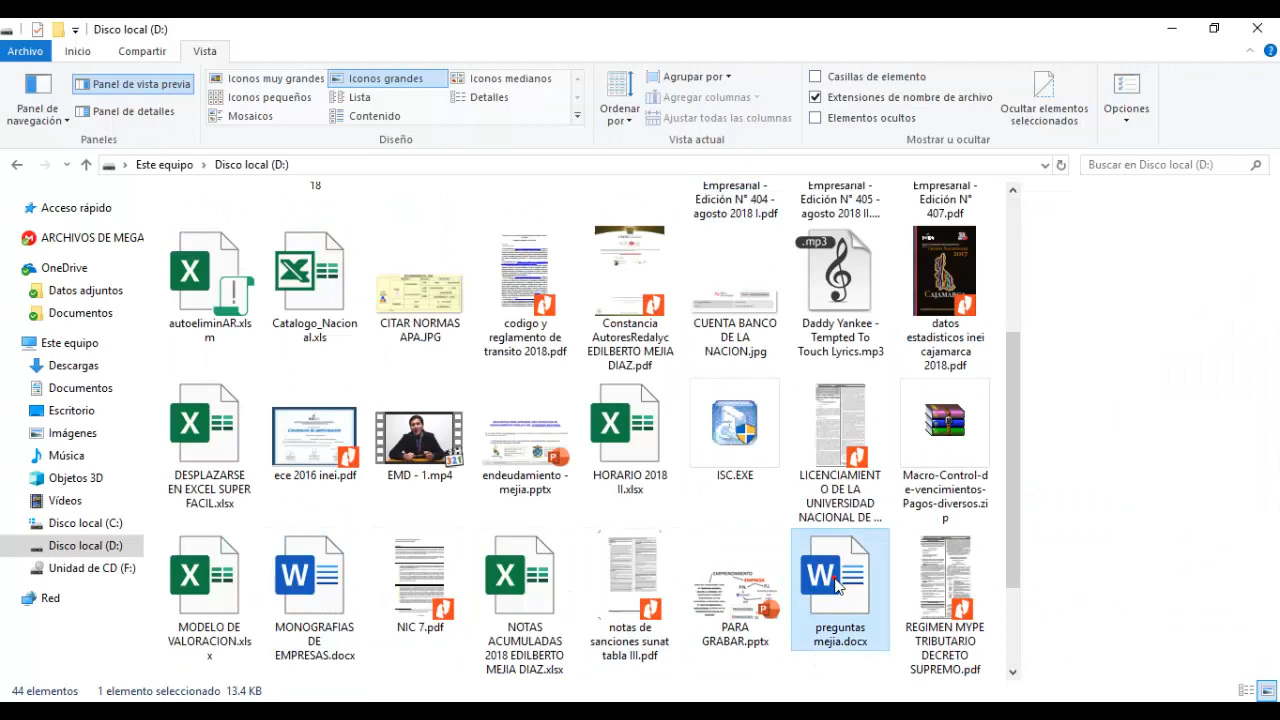 Disco local (D:)
Archivo
Inicio
Compartir
Vista
Panel de
navegación
Panel de vista previa
Panel de detalles
Paneles
Iconos muy grandes
Iconos grandes
Iconos medianos
Iconos pequeños
Lista
Detalles
Mosaicos
Contenido
Diseño
Ordenar
por
Agrupar por
Agregar columnas
Ajustar todas las columnas
Vista actual
Casillas de elemento
Extensiones de nombre de archivo
Elementos ocultos
Ocultar elementos
seleccionados
Mostrar u ocultar
Opciones
Este equipo
Disco local (D:)
Buscar en Disco local (D:)
Acceso rápido
ARCHIVOS DE MEGA
OneDrive
Datos adjuntos
Documentos
Este equipo
Descargas
Documentos
Escritorio
Imágenes
Música
Objetos 3D
Vídeos
Disco local (C:)
Disco local (D:)
Unidad de CD (F:)
Red
18
Empresarial -
Edición N° 404 -
agosto 2018 I.pdf
Empresarial -
Edición N° 405 -
agosto 2018 II....
Empresarial -
Edición N°
407.pdf
autoeliminAR.xls
m
Catalogo_Nacion
al.xls
CITAR NORMAS
APA.JPG
codigo y
reglamento de
transito 2018.pdf
Constancia
AutoresRedalyc
EDILBERTO MEJIA
DIAZ.pdf
CUENTA BANCO
DE LA
NACION.jpg
.mp3
Daddy Yankee -
Tempted To
Touch Lyrics.mp3
datos
estadisticos inei
cajamarca
2018.pdf
DESPLAZARSE
EN EXCEL SUPER
FACIL.xlsx
ece 2016 inei.pdf
EMD - 1.mp4
endeudamiento -
mejia.pptx
HORARIO 2018
II.xlsx
ISC.EXE
LICENCIAMIENT
O DE LA
UNIVERSIDAD
NACIONAL DE ...
Macro-Control-d
e-vencimientos-
Pagos-diversos.zi
p
MODELO DE
VALORACION.xls
x
MONOGRAFIAS
DE
EMPRESAS.docx
NIC 7.pdf
NOTAS
ACUMULADAS
2018 EDILBERTO
MEJIA DIAZ.xlsx
notas de
sanciones sunat
tabla III.pdf
EMPRENDIMIENTO
EMPRESA
PARA
GRABAR.pptx
preguntas
mejia.docx
REGIMEN MYPE
TRIBUTARIO
DECRETO
SUPREMO.pdf
44 elementos
1 elemento seleccionado 13.4 KB